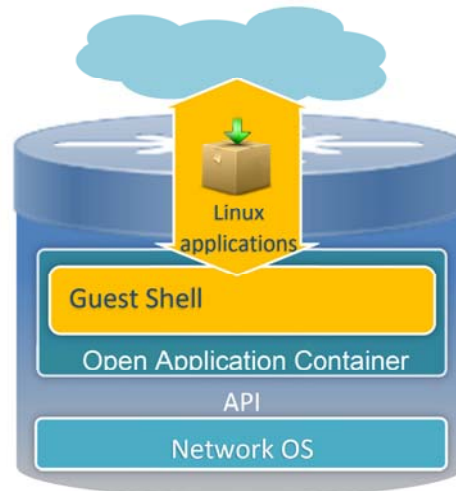 Linux
applications
Guest Shell
Open Application Container
API
Network OS